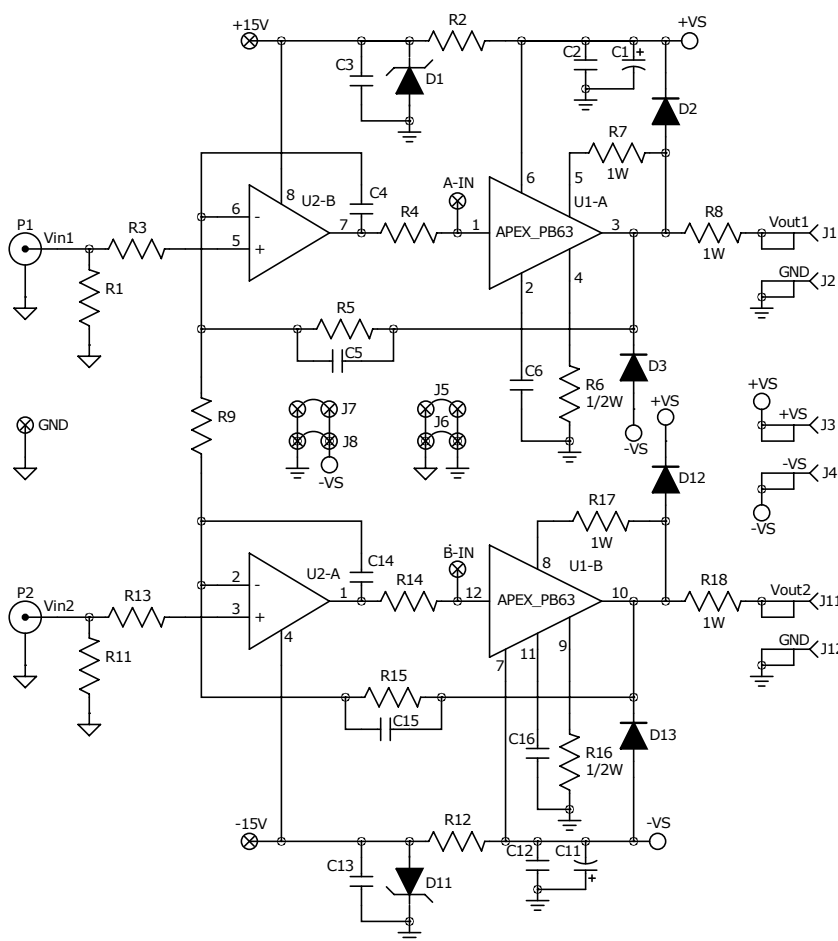 +15V
R2
+VS
C3
D1
C2
C1
+
D2
R7
1W
6
5
U1-A
A-IN
C4
U2-B
8
P1
Vin1
R3
6
-
5
+
7
R4
1
APEX_PB63
3
R8
1W
Vout1
J1
R1
2
4
GND
J2
R5
C5
C6
R6
1/2W
D3
-VS
GND
R9
J7
J8
-VS
J5
J6
+VS
D12
+VS
+VS
J3
-VS
J4
-VS
R17
1W
8
U1-B
B-IN
C14
U2-A
P2
Vin2
R13
2
-
3
+
4
1
R14
12
APEX_PB63
10
R18
1W
Vout2
J11
R11
7
11
9
GND
J12
R15
C15
C16
R16
1/2W
D13
-15V
R12
-VS
C13
D11
C12
C11
+